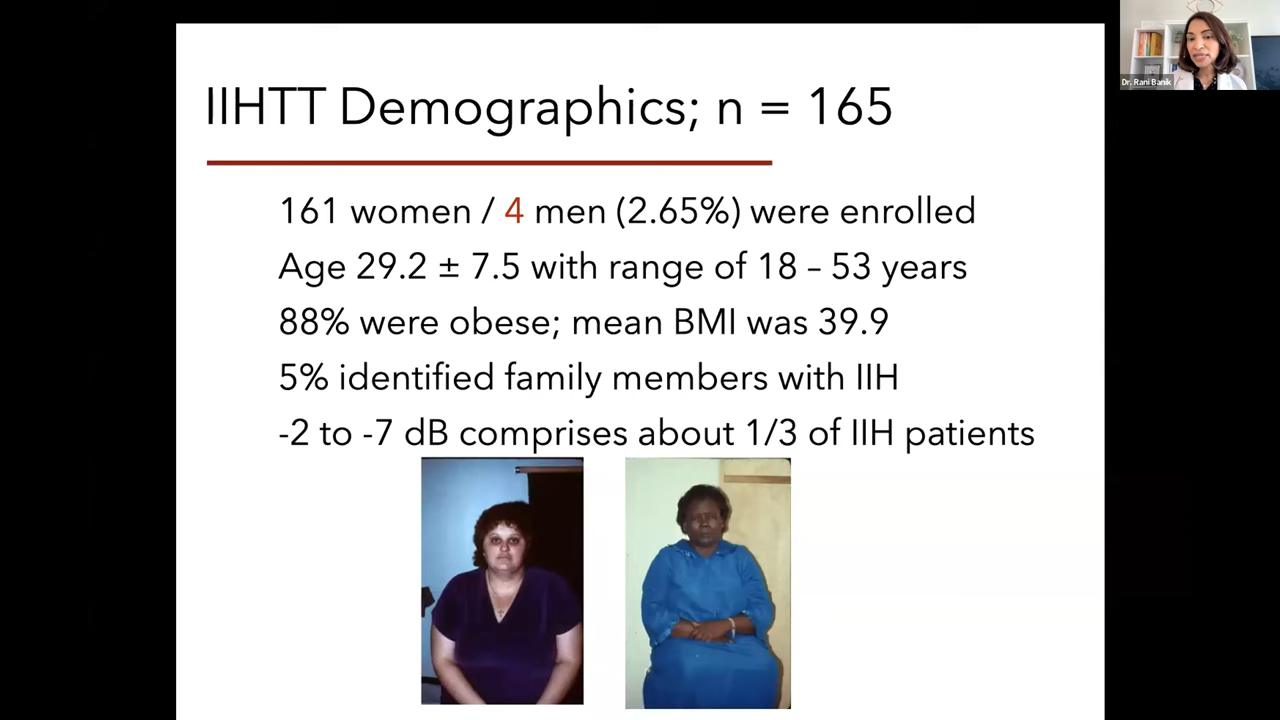 IIHTT Demographics; n = 165
161 women / 4 men (2.65%) were enrolled
Age 29.2 ± 7.5 with range of 18 – 53 years
88% were obese; mean BMI was 39.9
5% identified family members with IIH
-2 to -7 dB comprises about 1/3 of IIH patients
Dr. Rani Banik